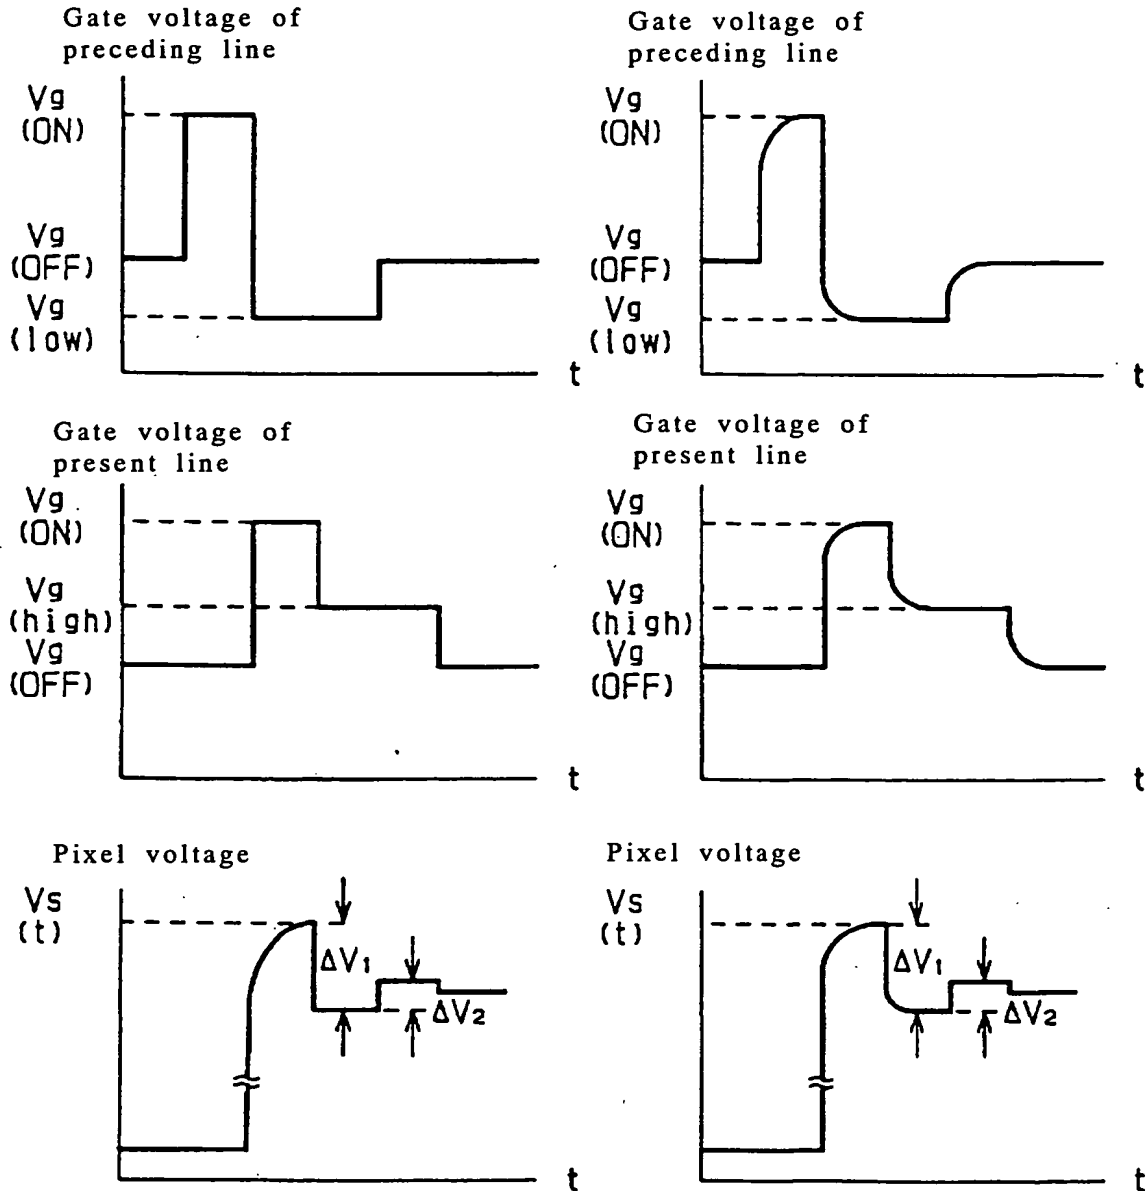 Gate voltage of
preceding line
Vg
(ON)
Vg
(OFF)
Vg
(low)
t
Gate voltage of
preceding line
Vg
(ON)
Vg
(OFF)
Vg
(low)
t
Gate voltage of
present line
Vg
(ON)
Vg
(high)
Vg
(OFF)
t
Gate voltage of
present line
Vg
(ON)
Vg
(high)
Vg
(OFF)
t
Pixel voltage
Vs
(t)
ΔV₁
ΔV₂
t
Pixel voltage
Vs
(t)
ΔV₁
ΔV₂
t